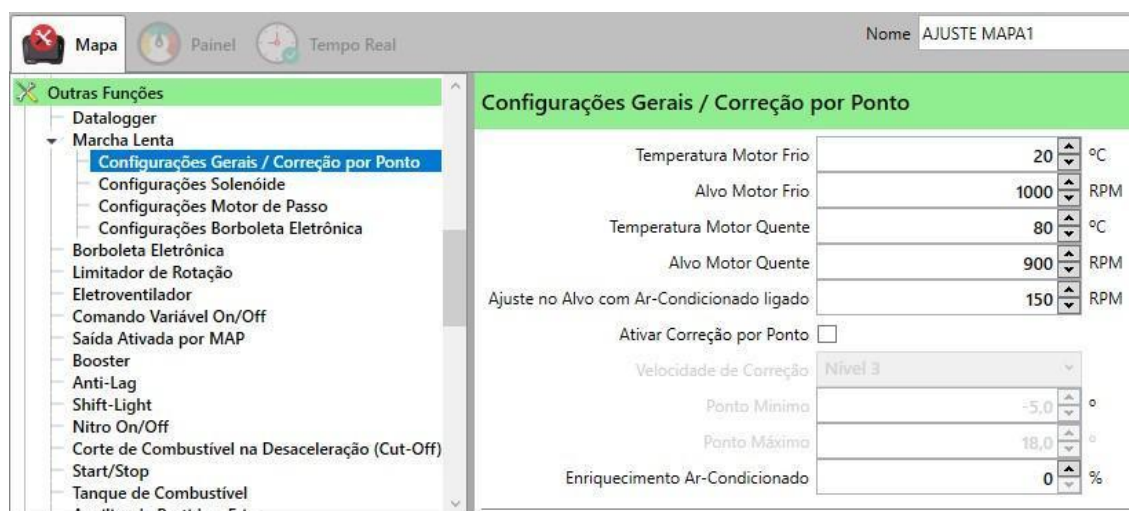 Mapa
Painel
Tempo Real
Nome AJUSTE MAPA1
Outras Funções
Datalogger
Marcha Lenta
Configurações Gerais / Correção por Ponto
Configurações Solenóide
Configurações Motor de Passo
Configurações Borboleta Eletrônica
Borboleta Eletrônica
Limitador de Rotação
Eletroventilador
Comando Variável On/Off
Saída Ativada por MAP
Booster
Anti-Lag
Shift-Light
Nitro On/Off
Corte de Combustível na Desaceleração (Cut-Off)
Start/Stop
Tanque de Combustível
Configurações Gerais / Correção por Ponto
Temperatura Motor Frio 20 ºC
Alvo Motor Frio 1000 RPM
Temperatura Motor Quente 80 ºC
Alvo Motor Quente 900 RPM
Ajuste no Alvo com Ar-Condicionado ligado 150 RPM
Ativar Correção por Ponto
Velocidade de Correção Nível 3
Ponto Minimo -5,0 º
Ponto Máximo 18,0 º
Enriquecimento Ar-Condicionado 0 %